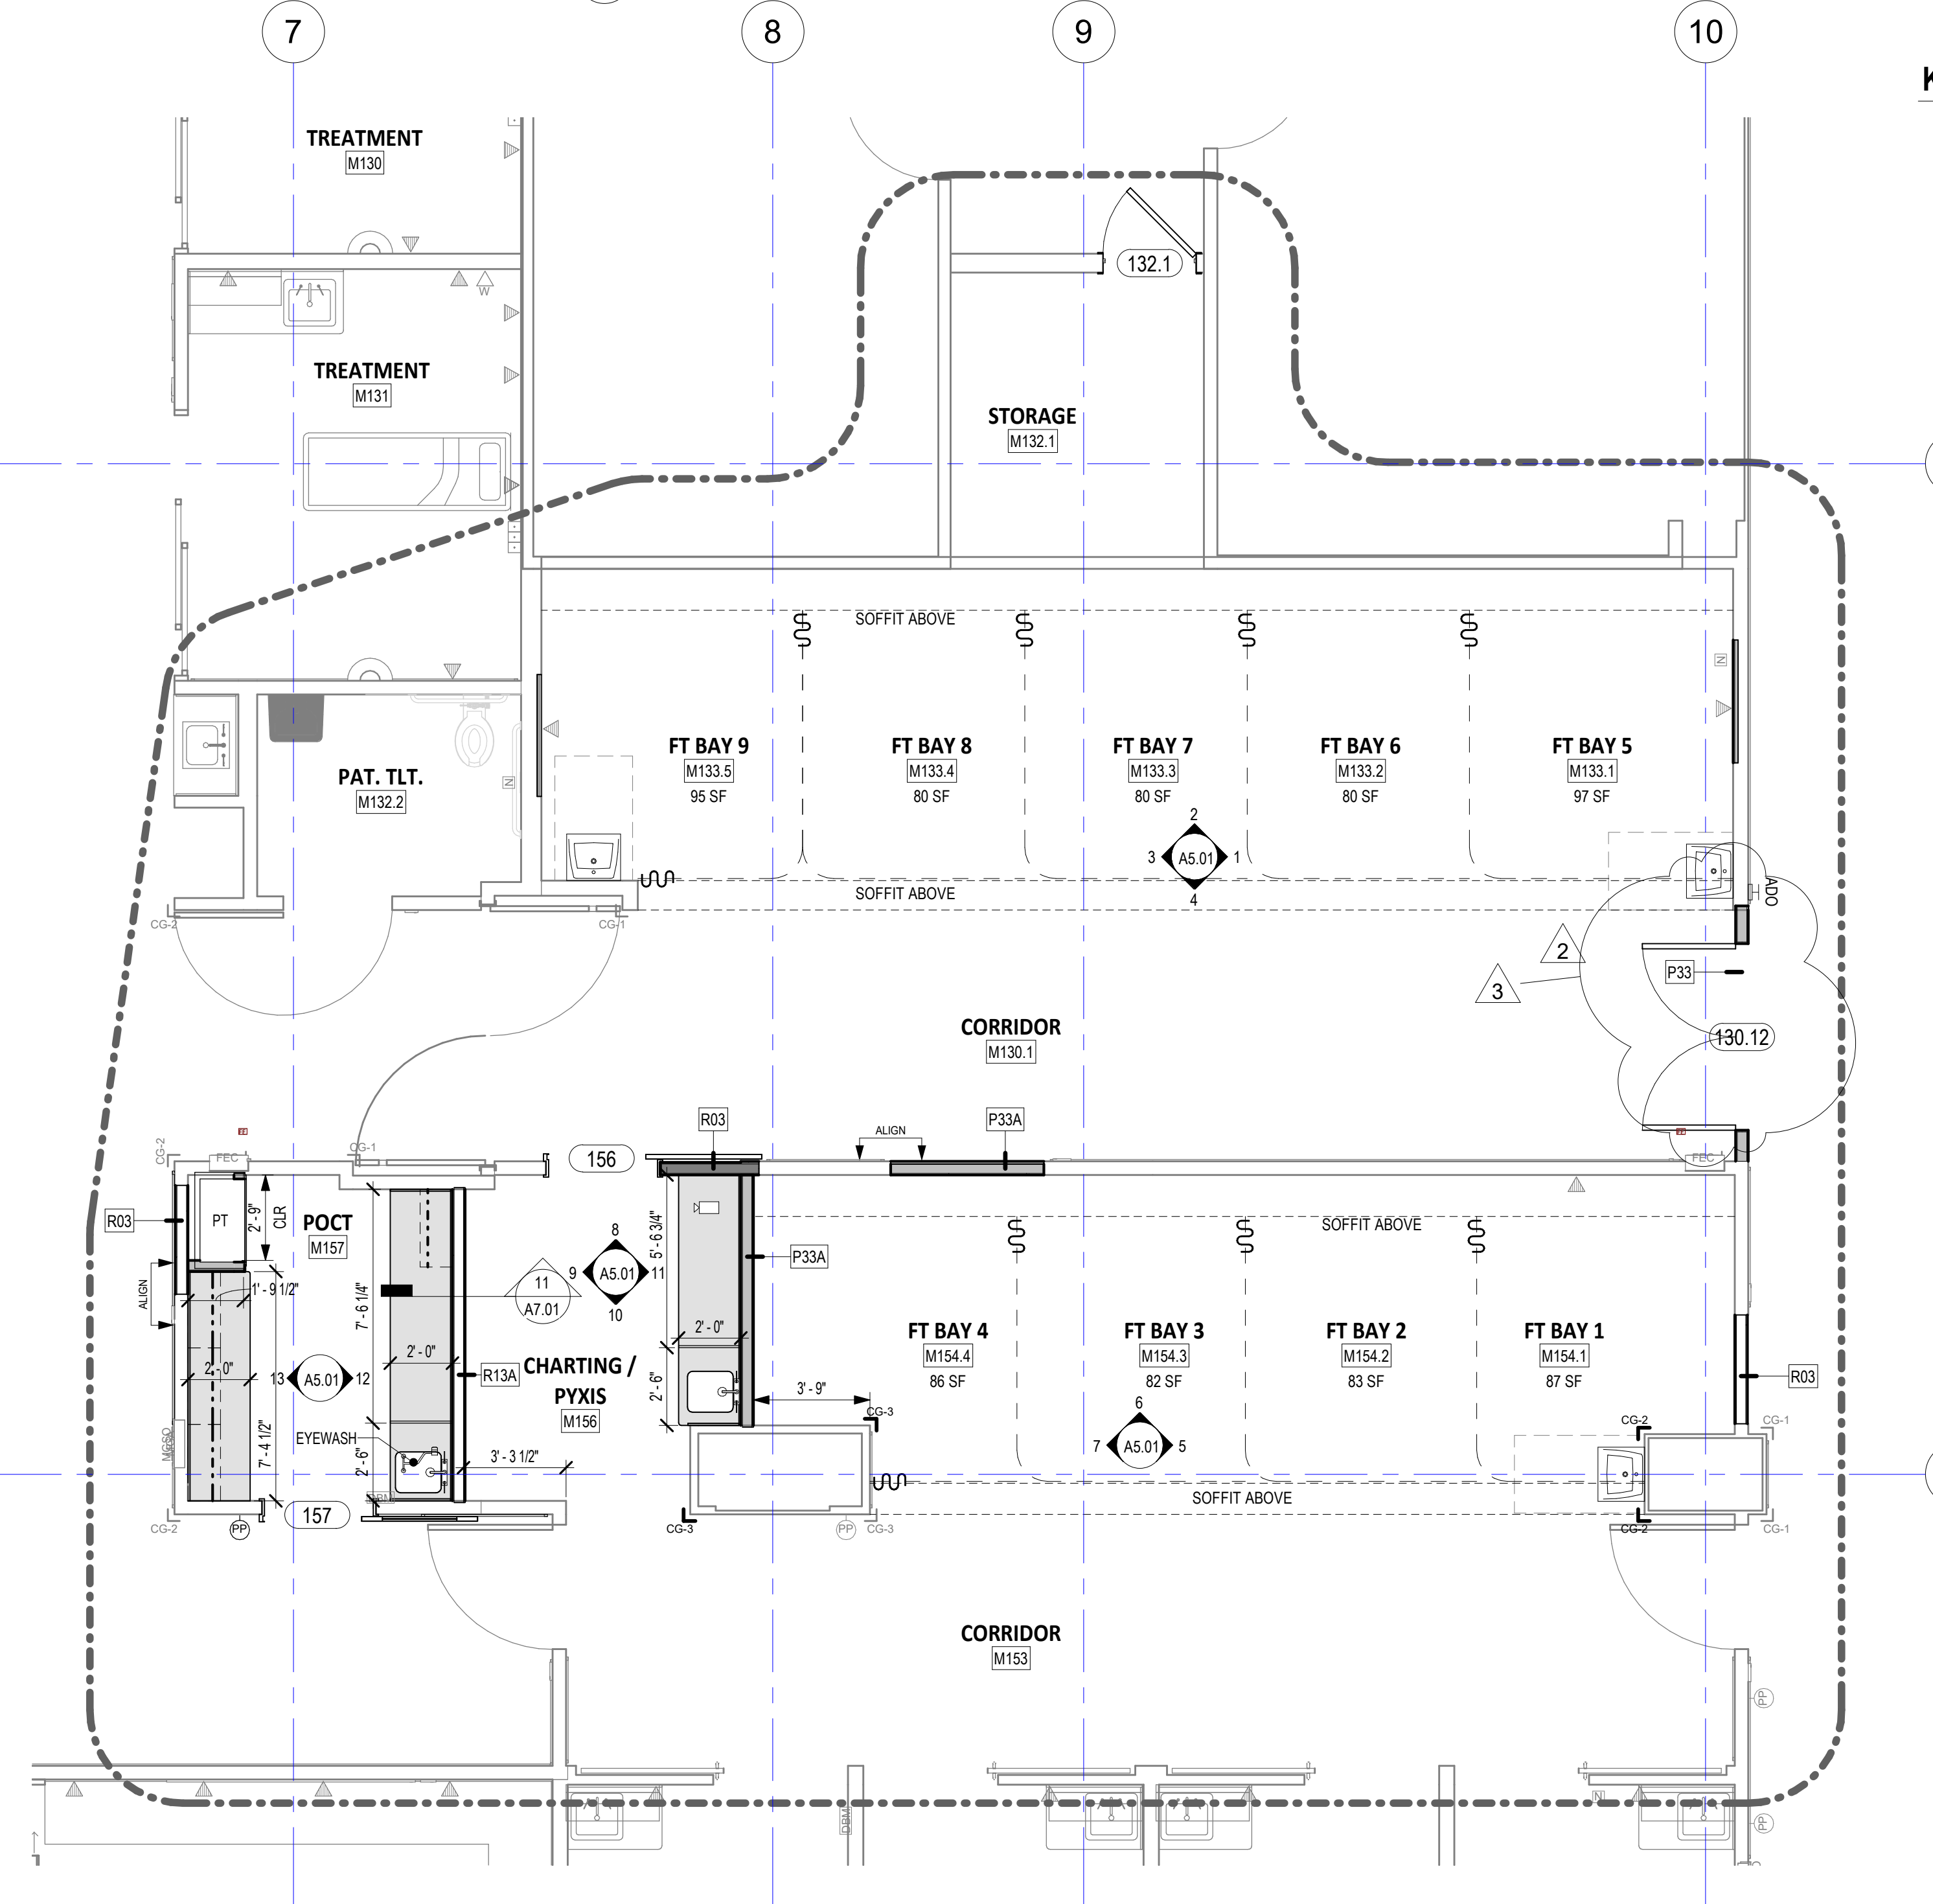 7
8
9
10
K
TREATMENT
M130
W
132.1
TREATMENT
M131
STORAGE
M132.1
SOFFIT ABOVE
N
FT BAY 9
M133.5
95 SF
FT BAY 8
M133.4
80 SF
FT BAY 7
M133.3
80 SF
FT BAY 6
M133.2
80 SF
FT BAY 5
M133.1
97 SF
PAT. TLT.
M132.2
N
2
3 A5.01 1
4
SOFFIT ABOVE
ADO
CG-2
CG-1
2
3
P33
130.12
CORRIDOR
M130.1
R03
P33A
ALIGN
CG-2
FEC
CG-1
156
FEC
R03
PT
2' - 9"
CLR
POCT
M157
8
9 A5.01 11
10
11
A7.01
5' - 6 3/4"
P33A
SOFFIT ABOVE
ALIGN
1' - 9 1/2"
7' - 6 1/4"
2' - 0"
2' - 0"
2' - 0"
13 A5.01 12
R13A
CHARTING /
PYXIS
M156
2' - 6"
3' - 9"
CG-3
FT BAY 4
M154.4
86 SF
FT BAY 3
M154.3
82 SF
FT BAY 2
M154.2
83 SF
FT BAY 1
M154.1
87 SF
R03
6
7 A5.01 5
CG-2
CG-1
EYEWASH
7' - 4 1/2"
2' - 6"
3' - 3 1/2"
DBM
SOFFIT ABOVE
CG-2
PP
157
CG-3
PP
CG-3
CG-2
CG-1
CORRIDOR
M153
PP
DBM
N
PP